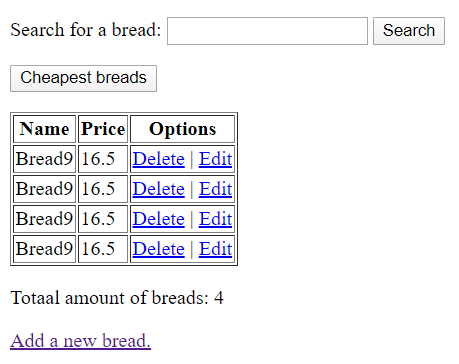 Search for a bread: Search
Cheapest breads
Name Price Options
Bread9 16.5 Delete | Edit
Bread9 16.5 Delete | Edit
Bread9 16.5 Delete | Edit
Bread9 16.5 Delete | Edit
Totaal amount of breads: 4
Add a new bread.